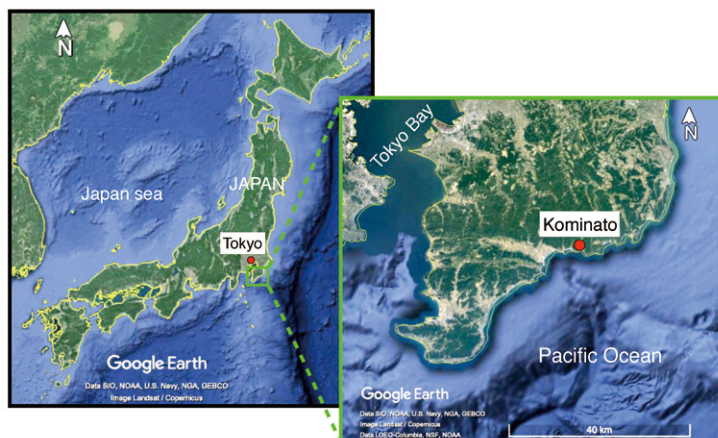 N
Japan sea
JAPAN
Tokyo
Google Earth
Data SIO, NOAA, U.S. Navy, NGA, GEBCO
Image Landsat / Copernicus
Tokyo Bay
N
Kominato
Pacific Ocean
Google Earth
Data SIO, NOAA, U.S. Navy, NGA, GEBCO
Image Landsat / Copernicus
Data LDEO-Columbia, NSF, NOAA
40 km